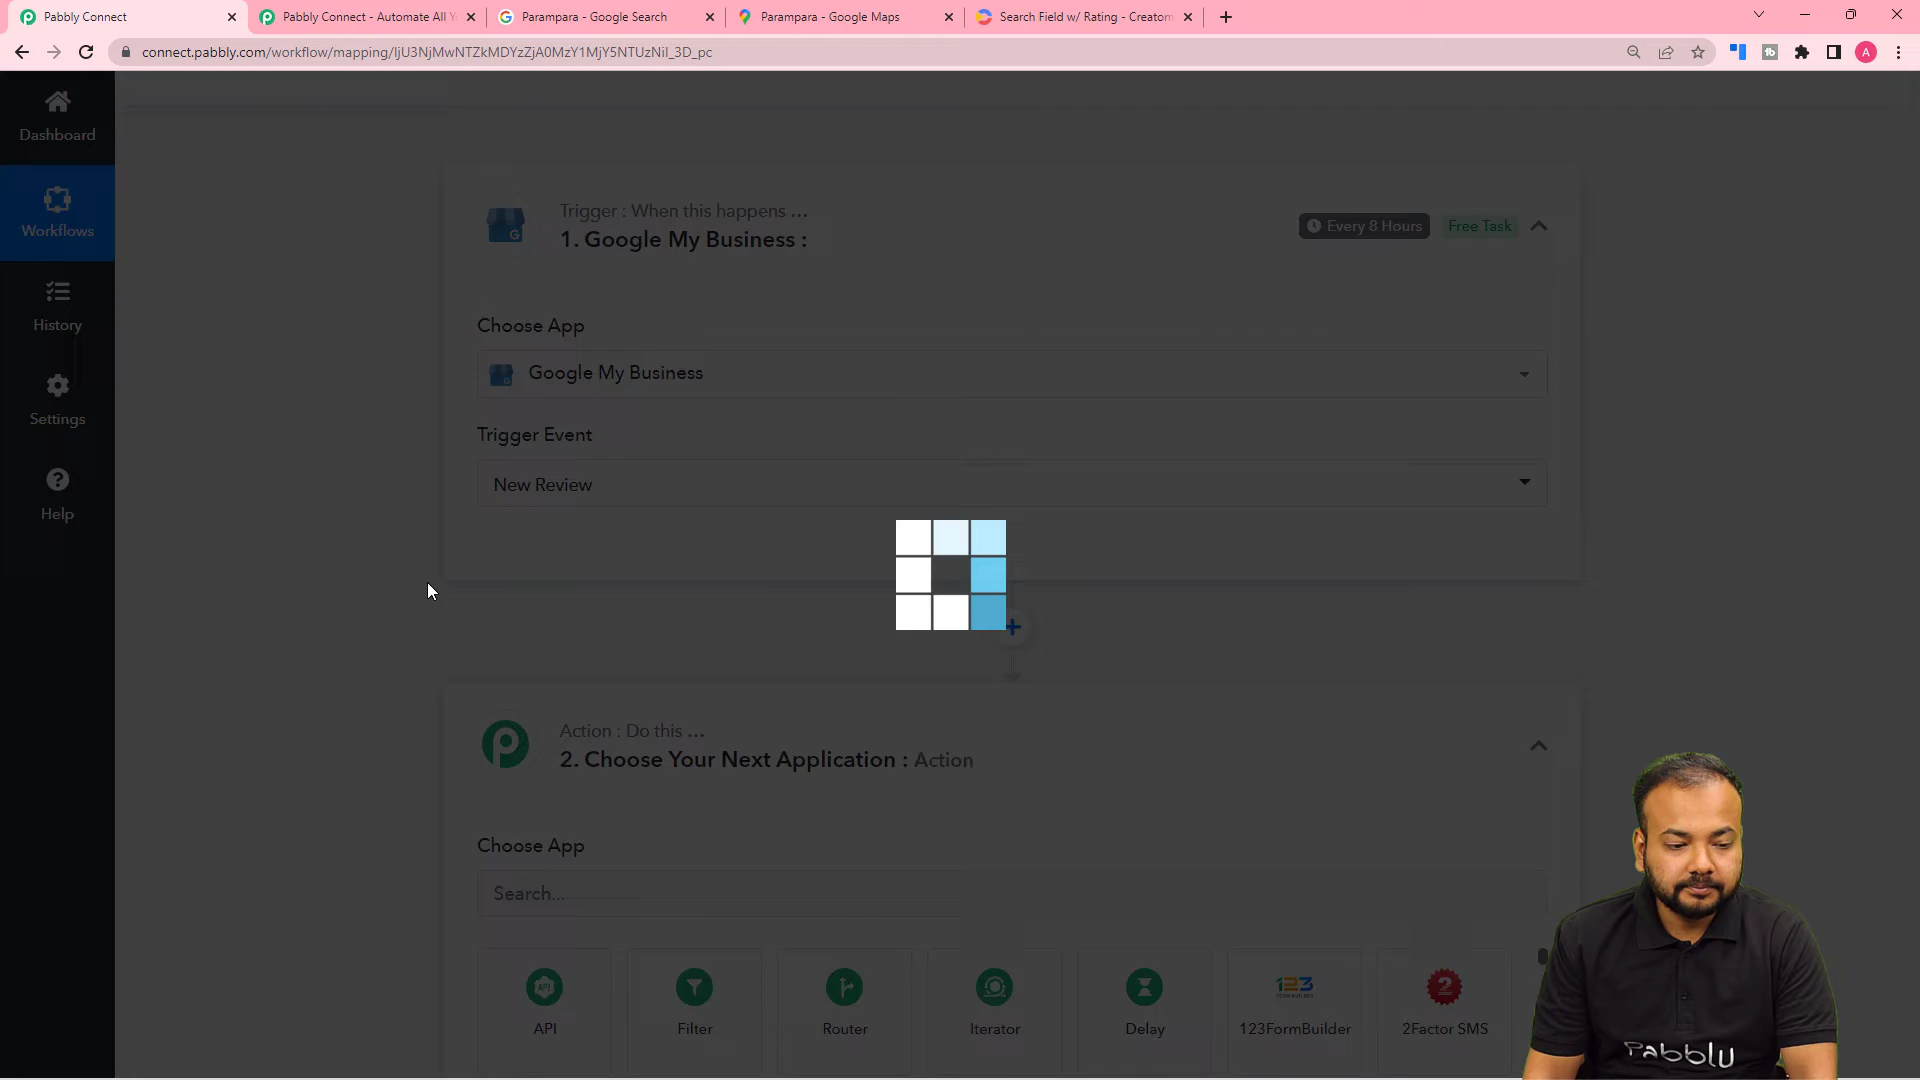 Pabbly Connect
Pabbly Connect - Automate All Y
Parampara - Google Search
Parampara - Google Maps
Search Field w/ Rating - Creatom
connect.pabbly.com/workflow/mapping/IjU3NjMwNTZkMDYzZjA0MzY1MjY5NTUzNiI_3D_pc
A
Dashboard
Workflows
History
Settings
Help
Trigger : When this happens ...
1. Google My Business :
Every 8 Hours
Free Task
Choose App
Google My Business
Trigger Event
New Review
Action : Do this ...
2. Choose Your Next Application : Action
Choose App
Search...
API
Filter
Router
Iterator
Delay
123FormBuilder
2Factor SMS
Pabbly